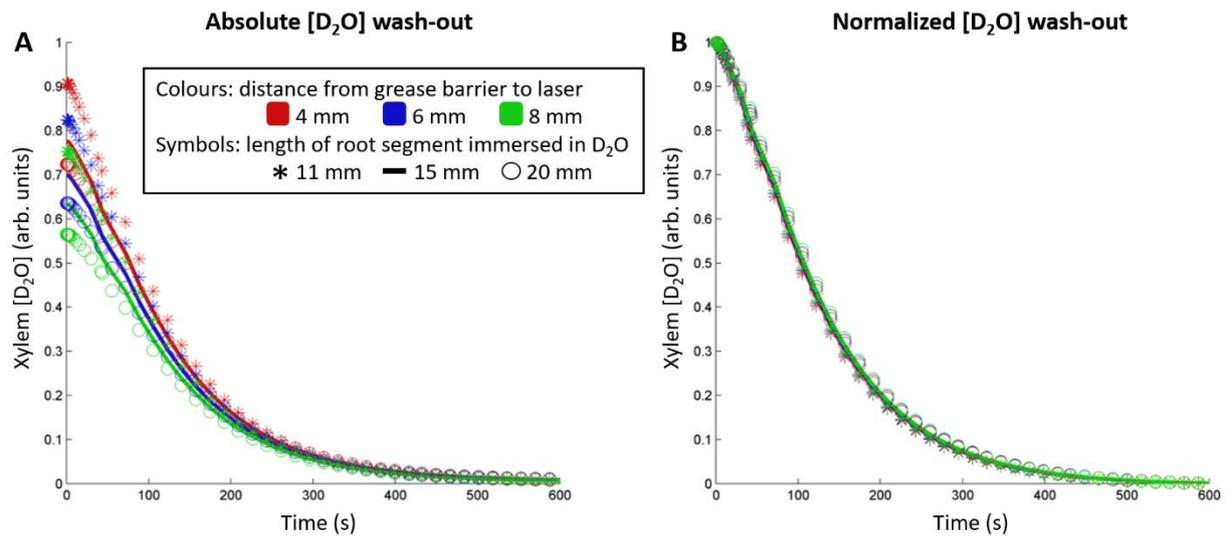 Absolute [D₂O] wash-out
A
Xylem [D₂O] (arb. units)
1
0.9
0.8
0.7
0.6
0.5
0.4
0.3
0.2
0.1
0
0 100 200 300 400 500 600
Time (s)
Colours: distance from grease barrier to laser
4 mm 6 mm 8 mm
Symbols: length of root segment immersed in D₂O
11 mm 15 mm 20 mm
Normalized [D₂O] wash-out
B
Xylem [D₂O] (arb. units)
1
0.9
0.8
0.7
0.6
0.5
0.4
0.3
0.2
0.1
0
0 100 200 300 400 500 600
Time (s)